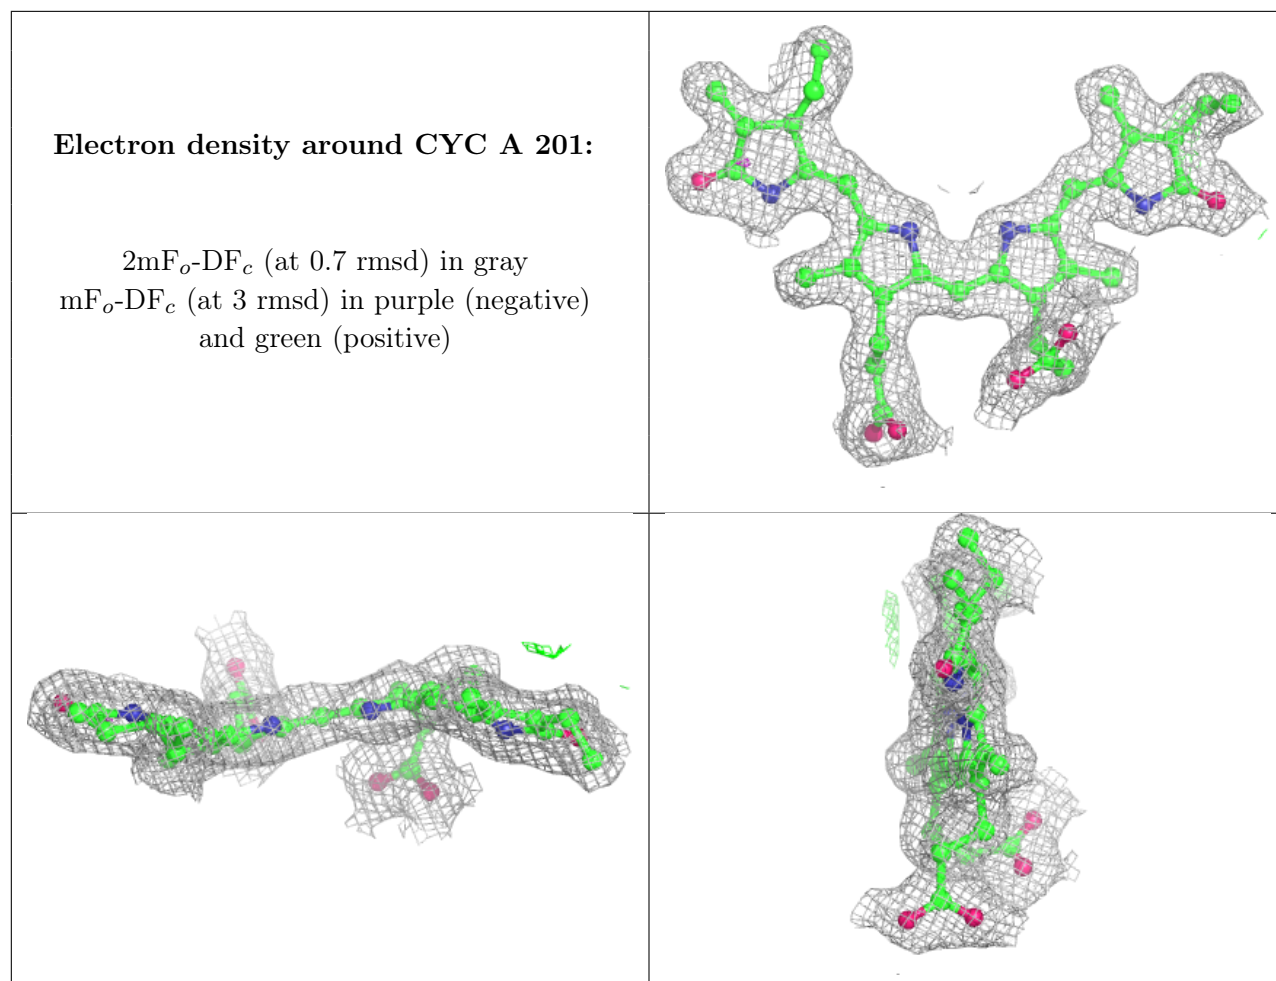 Electron density around CYC A 201:
2mFo-DFc (at 0.7 rmsd) in gray
mFo-DFc (at 3 rmsd) in purple (negative)
and green (positive)